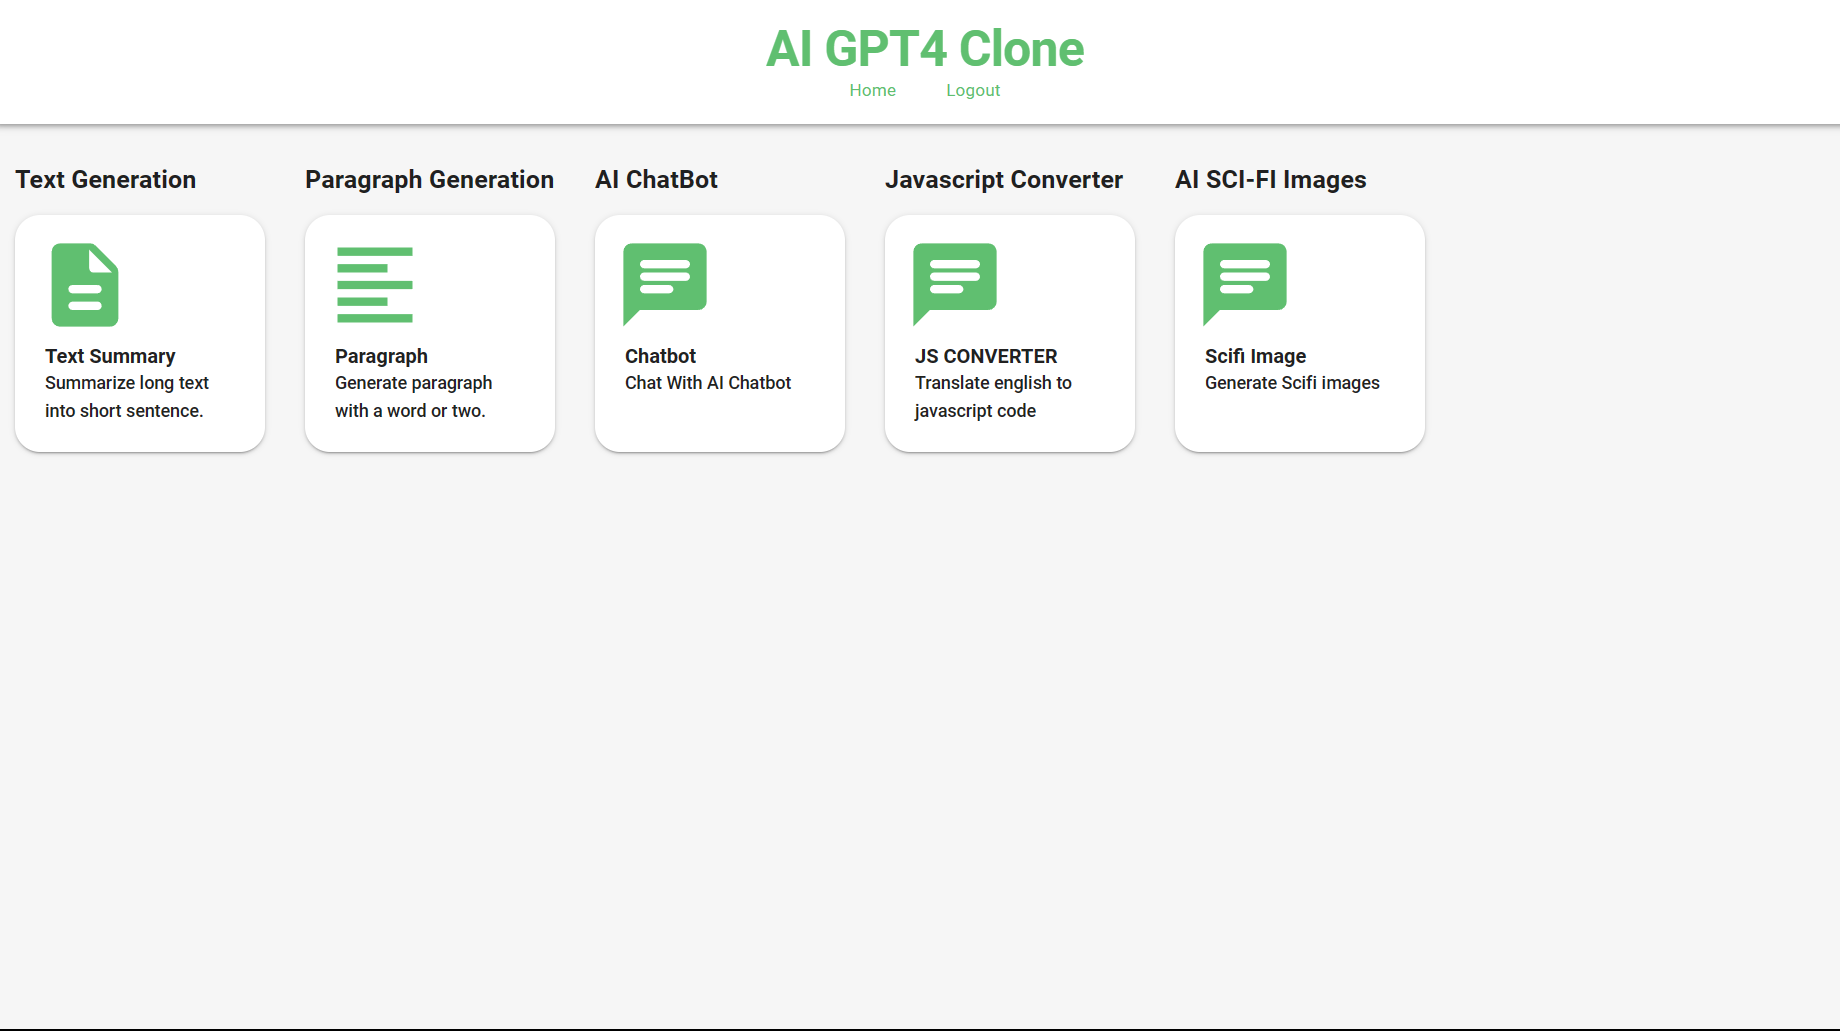 AI GPT4 Clone
Home Logout
Text Generation
Text Summary
Summarize long text
into short sentence.
Paragraph Generation
Paragraph
Generate paragraph
with a word or two.
AI ChatBot
Chatbot
Chat With AI Chatbot
Javascript Converter
JS CONVERTER
Translate english to
javascript code
AI SCI-FI Images
Scifi Image
Generate Scifi images